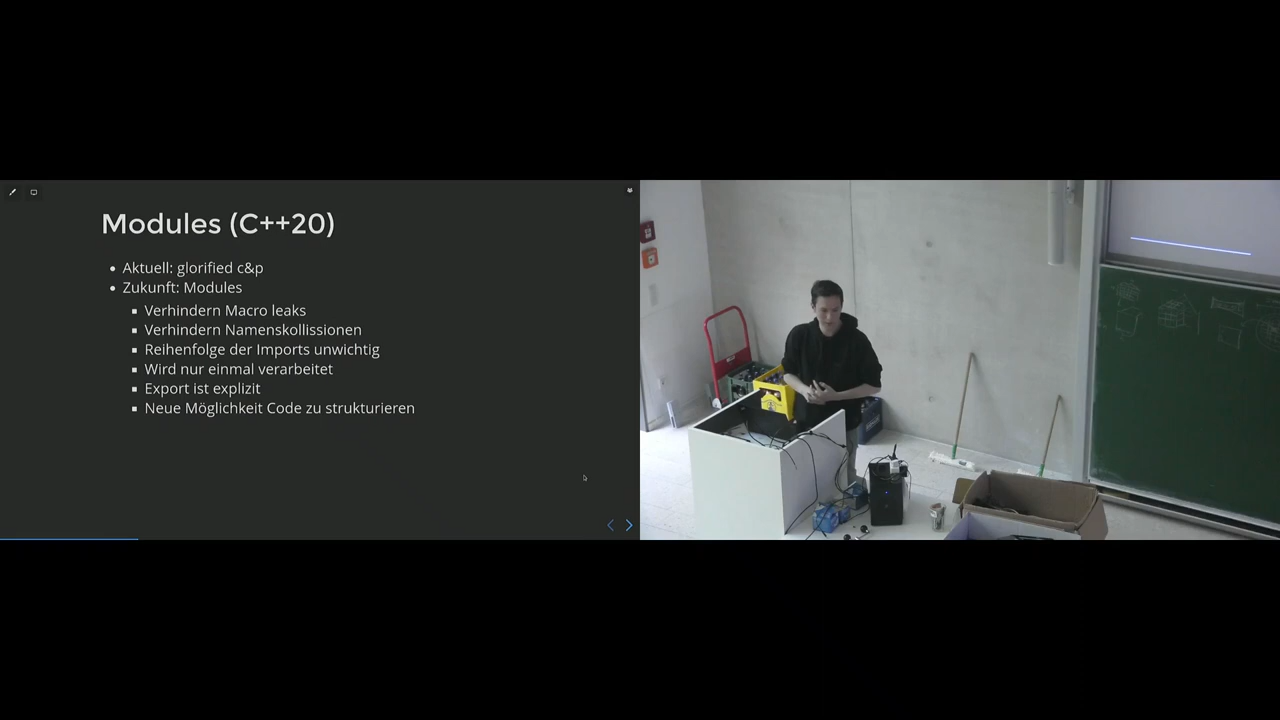 Modules (C++20)
Aktuell: glorified c&p
Zukunft: Modules
Verhindern Macro leaks
Verhindern Namenskollissionen
Reihenfolge der Imports unwichtig
Wird nur einmal verarbeitet
Export ist explizit
Neue Möglichkeit Code zu strukturieren